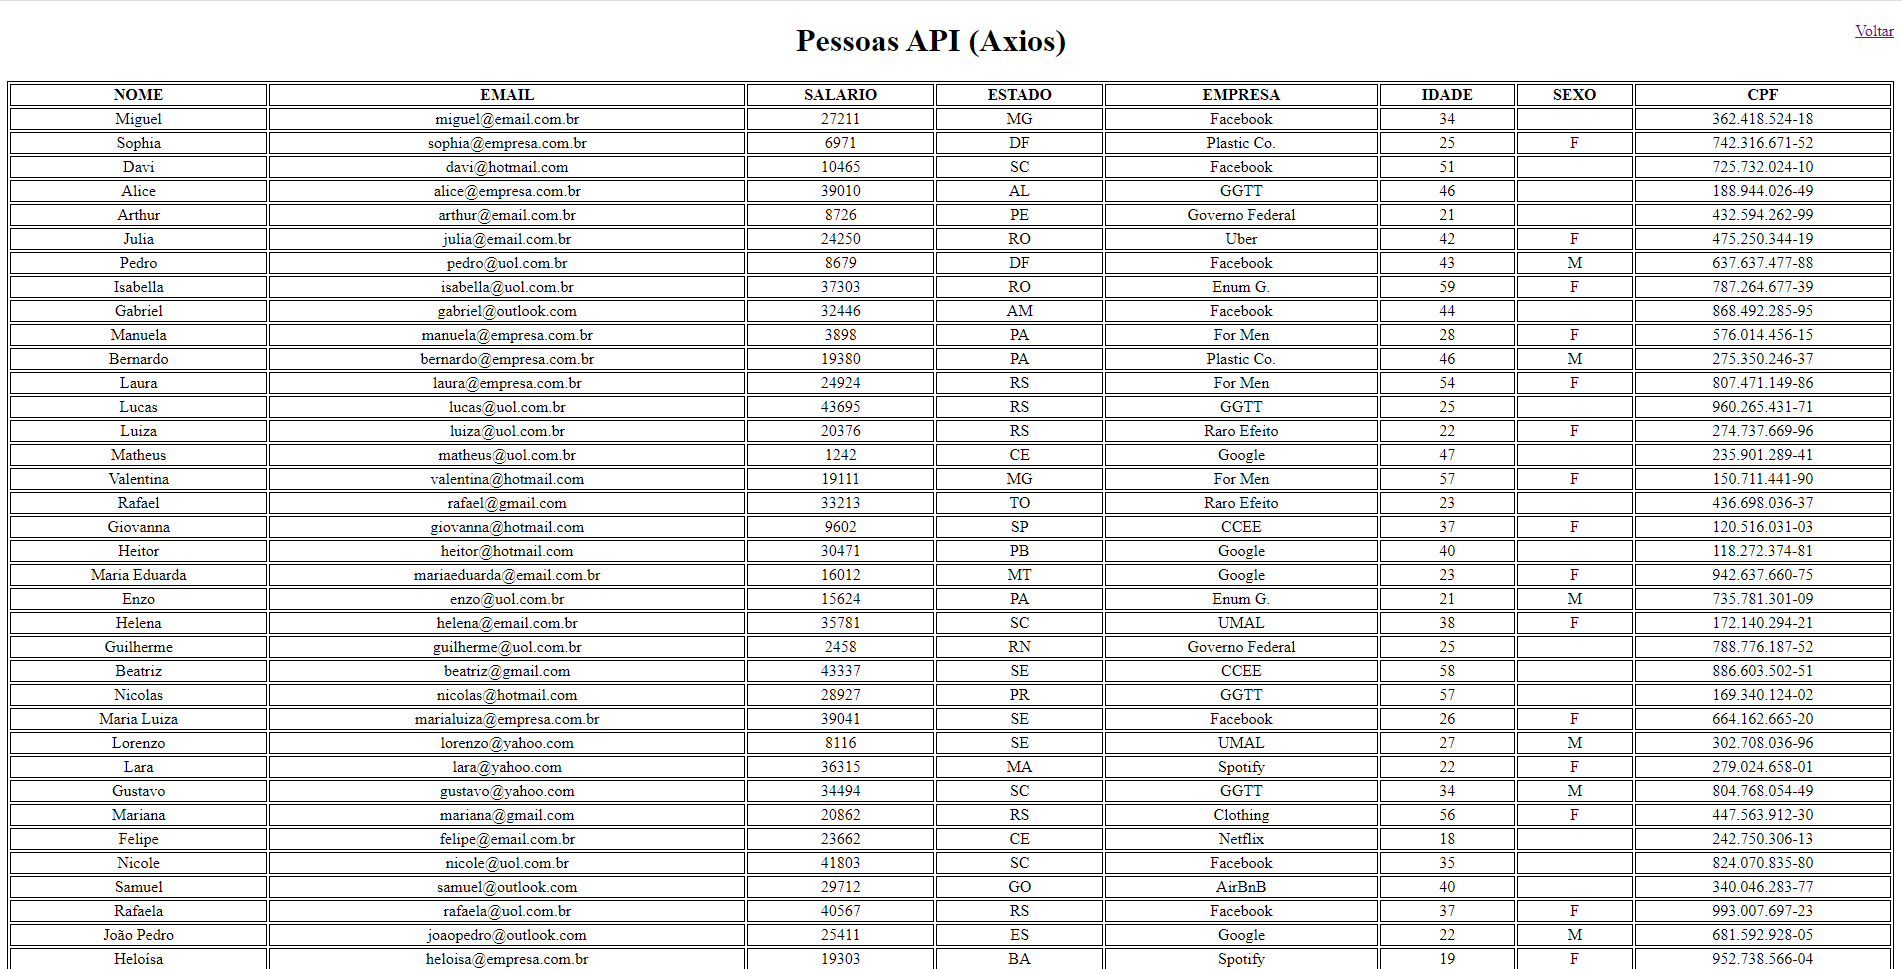 Pessoas API (Axios)
Voltar
NOME EMAIL SALARIO ESTADO EMPRESA IDADE SEXO CPF
Miguel miguel@email.com.br 27211 MG Facebook 34 362.418.524-18
Sophia sophia@empresa.com.br 6971 DF Plastic Co. 25 F 742.316.671-52
Davi davi@hotmail.com 10465 SC Facebook 51 725.732.024-10
Alice alice@empresa.com.br 39010 AL GGTT 46 188.944.026-49
Arthur arthur@email.com.br 8726 PE Governo Federal 21 432.594.262-99
Julia julia@email.com.br 24250 RO Uber 42 F 475.250.344-19
Pedro pedro@uol.com.br 8679 DF Facebook 43 M 637.637.477-88
Isabella isabella@uol.com.br 37303 RO Enum G. 59 F 787.264.677-39
Gabriel gabriel@outlook.com 32446 AM Facebook 44 868.492.285-95
Manuela manuela@empresa.com.br 3898 PA For Men 28 F 576.014.456-15
Bernardo bernardo@empresa.com.br 19380 PA Plastic Co. 46 M 275.350.246-37
Laura laura@empresa.com.br 24924 RS For Men 54 F 807.471.149-86
Lucas lucas@uol.com.br 43695 RS GGTT 25 960.265.431-71
Luiza luiza@uol.com.br 20376 RS Raro Efeito 22 F 274.737.669-96
Matheus matheus@uol.com.br 1242 CE Google 47 235.901.289-41
Valentina valentina@hotmail.com 19111 MG For Men 57 F 150.711.441-90
Rafael rafael@gmail.com 33213 TO Raro Efeito 23 436.698.036-37
Giovanna giovanna@hotmail.com 9602 SP CCEE 37 F 120.516.031-03
Heitor heitor@hotmail.com 30471 PB Google 40 118.272.374-81
Maria Eduarda mariaeduarda@email.com.br 16012 MT Google 23 F 942.637.660-75
Enzo enzo@uol.com.br 15624 PA Enum G. 21 M 735.781.301-09
Helena helena@email.com.br 35781 SC UMAL 38 F 172.140.294-21
Guilherme guilherme@uol.com.br 2458 RN Governo Federal 25 788.776.187-52
Beatriz beatriz@gmail.com 43337 SE CCEE 58 886.603.502-51
Nicolas nicolas@hotmail.com 28927 PR GGTT 57 169.340.124-02
Maria Luiza marialuiza@empresa.com.br 39041 SE Facebook 26 F 664.162.665-20
Lorenzo lorenzo@yahoo.com 8116 SE UMAL 27 M 302.708.036-96
Lara lara@yahoo.com 36315 MA Spotify 22 F 279.024.658-01
Gustavo gustavo@yahoo.com 34494 SC GGTT 34 M 804.768.054-49
Mariana mariana@gmail.com 20862 RS Clothing 56 F 447.563.912-30
Felipe felipe@email.com.br 23662 CE Netflix 18 242.750.306-13
Nicole nicole@uol.com.br 41803 SC Facebook 35 824.070.835-80
Samuel samuel@outlook.com 29712 GO AirBnB 40 340.046.283-77
Rafaela rafaela@uol.com.br 40567 RS Facebook 37 F 993.007.697-23
João Pedro joaopedro@outlook.com 25411 ES Google 22 M 681.592.928-05
Heloísa heloisa@empresa.com.br 19303 BA Spotify 19 F 952.738.566-04